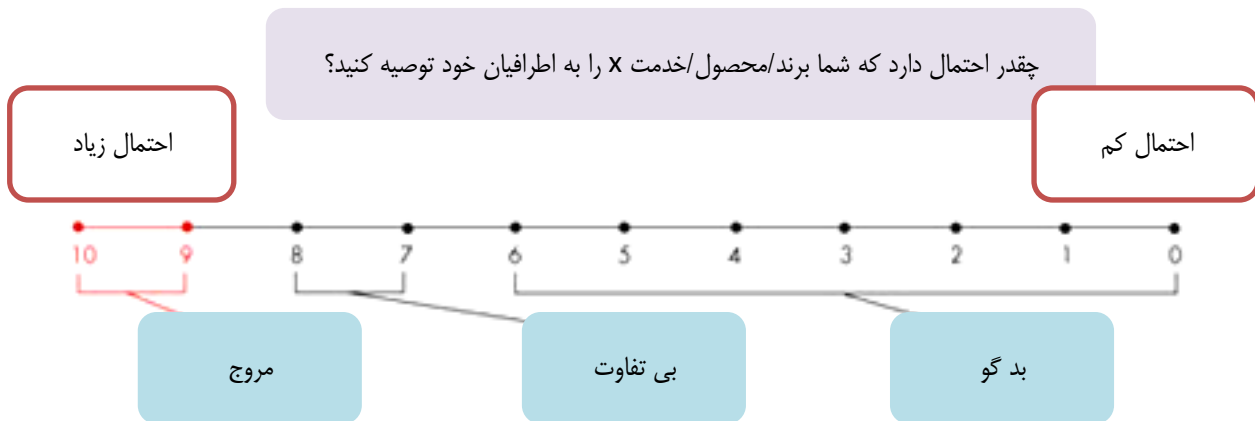 چقدر احتمال دارد که شما برند/محصول/خدمت x را به اطرافیان خود توصیه کنید؟
احتمال کم
احتمال زیاد
0 1 2 3 4 5 6 7 8 9 10
بد گو
بی تفاوت
مروج